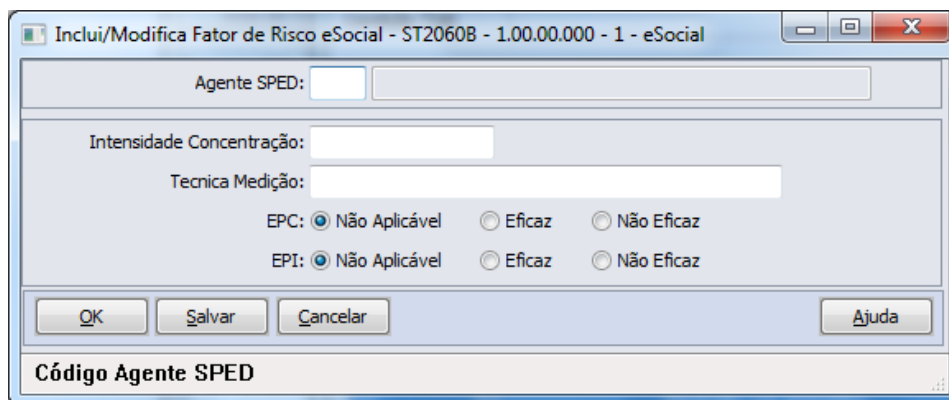 Inclui/Modifica Fator de Risco eSocial - ST2060B - 1.00.00.000 - 1 - eSocial
Agente SPED:
Intensidade Concentração:
Tecnica Medição:
EPC: Não Aplicável Eficaz Não Eficaz
EPI: Não Aplicável Eficaz Não Eficaz
OK Salvar Cancelar Ajuda
Código Agente SPED